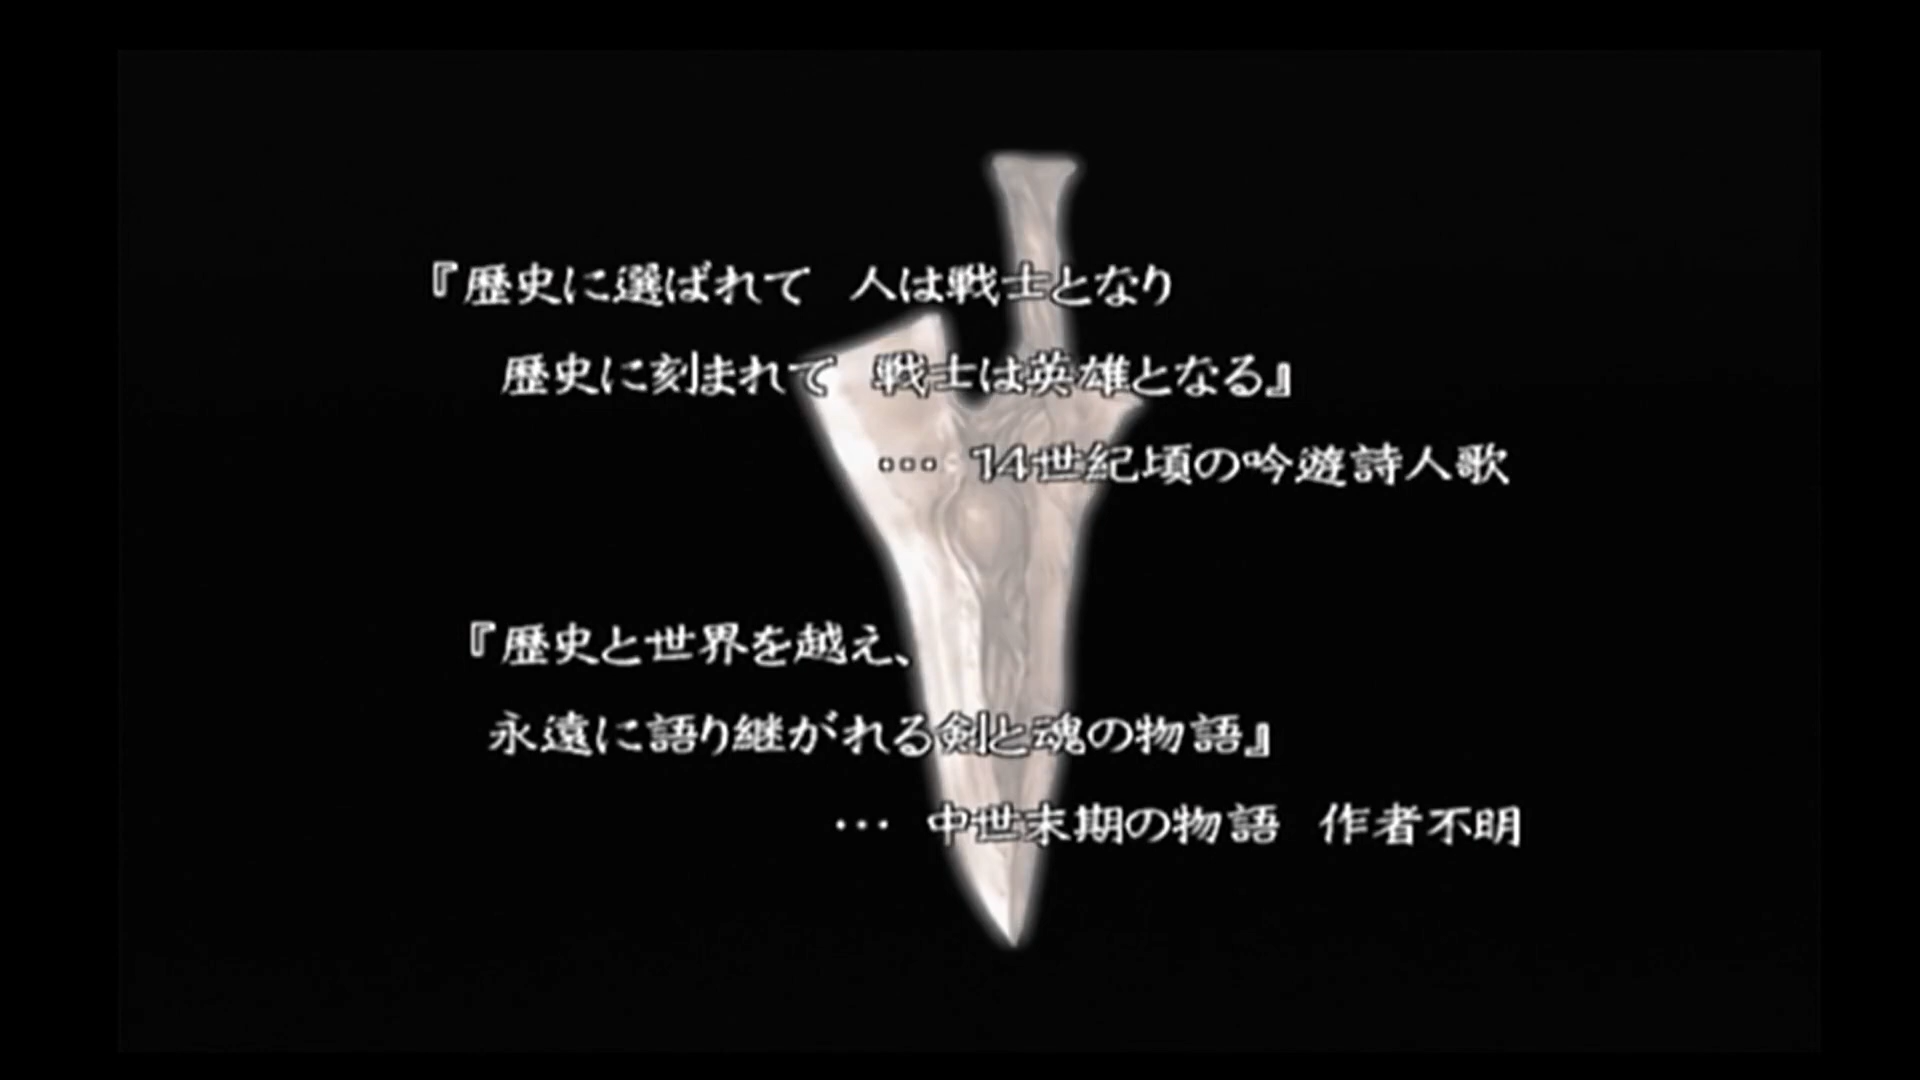 『歴史に選ばれて　人は戦士となり
歴史に刻まれて　戦士は英雄となる』
…　14世紀頃の吟遊詩人歌
『歴史と世界を越え、
永遠に語り継がれる剣と魂の物語』
…　中世末期の物語　作者不明